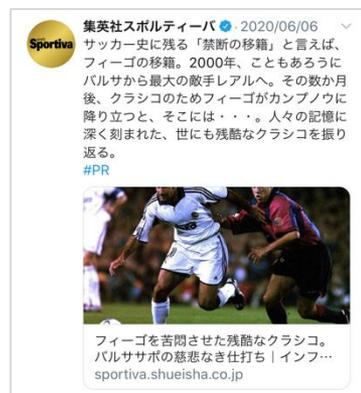 集英社スポルティーバ · 2020/06/06
Sportiva
サッカー史に残る「禁断の移籍」と言えば、
フィーゴの移籍。2000年、こともあろうに
バルサから最大の敵手レアルへ。その数か月
後、クラシコのためフィーゴがカンプノウに
降り立つと、そこには・・・。人々の記憶に
深く刻まれた、世にも残酷なクラシコを振り
返る。
#PR
フィーゴを苦悶させた残酷なクラシコ。
バルササポの慈悲なき仕打ち｜インフ…
sportiva.shueisha.co.jp